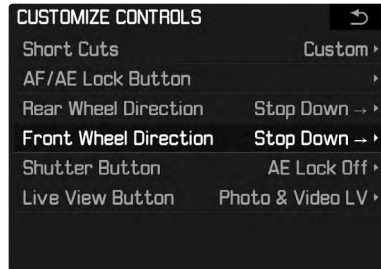 CUSTOMIZE CONTROLS
Short Cuts Custom
AF/AE Lock Button
Rear Wheel Direction Stop Down →
Front Wheel Direction Stop Down →
Shutter Button AE Lock Off
Live View Button Photo & Video LV